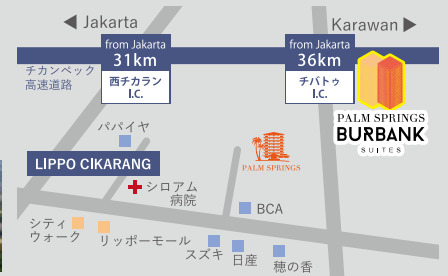 ◀ Jakarta
Karawan ▶
from Jakarta
31km
西チカラン
I.C.
from Jakarta
36km
チバトゥ
I.C.
チカンペック
高速道路
PALM SPRINGS
BURBANK
SUITES
パパイヤ
LIPPO CIKARANG
PALM SPRINGS
シロアム
病院
BCA
シティ
ウォーク
リッポーモール
スズキ
日産
穂の香